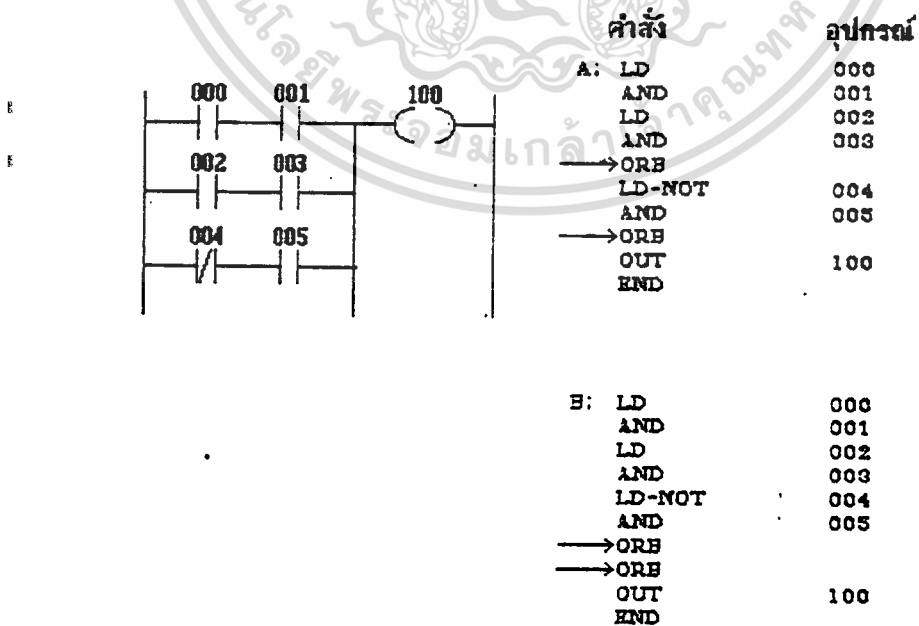 คำสั่ง อุปกรณ์
A: LD 000
AND 001
LD 002
AND 003
→ORB
LD-NOT 004
AND 005
→ORB
OUT 100
END
000 001 100
002 003
004 005
B: LD 000
AND 001
LD 002
AND 003
LD-NOT 004
AND 005
→ORB
→ORB
OUT 100
END